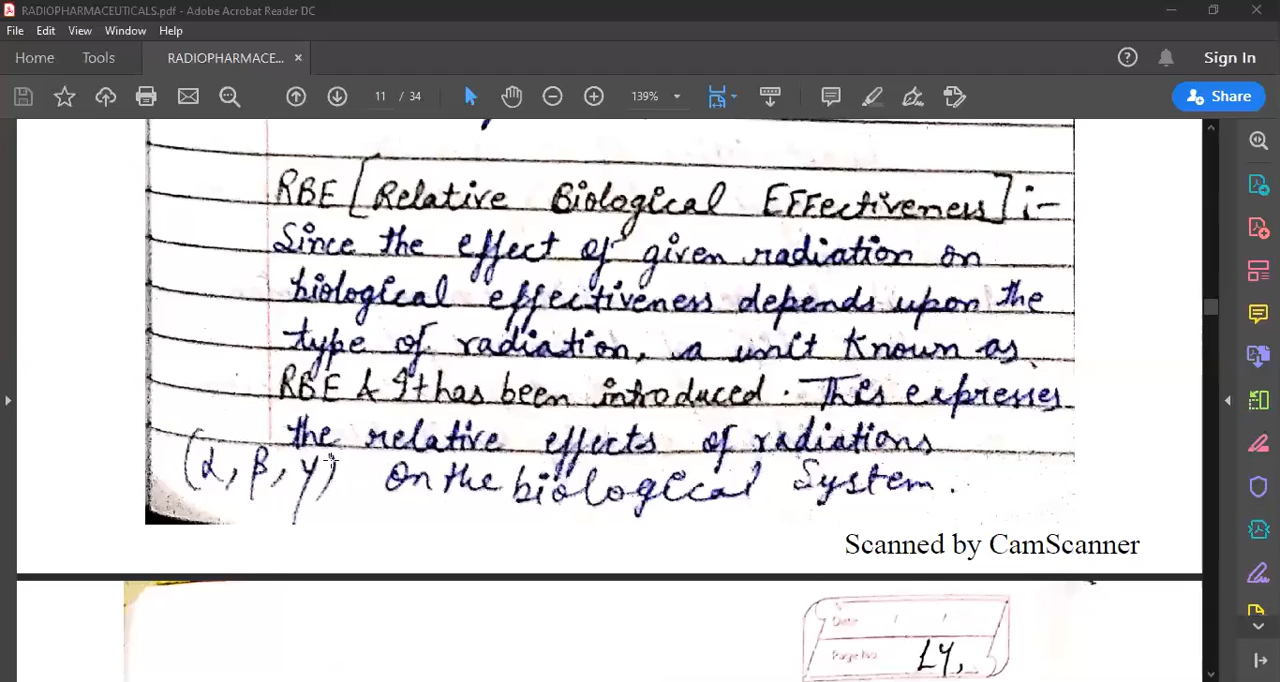 RADIOPHARMACEUTICALS.pdf - Adobe Acrobat Reader DC
File Edit View Window Help
Home Tools RADIOPHARMACE... × Sign In
11 / 34 139% Share
RBE [Relative Biological Effectiveness] :-
Since the effect of given radiation on
biological effectiveness depends upon the
type of radiation, a unit known as
RBE & It has been introduced. This expresses
the relative effects of radiations
(α, β, γ) on the biological System.
Scanned by CamScanner
Date / /
Page No